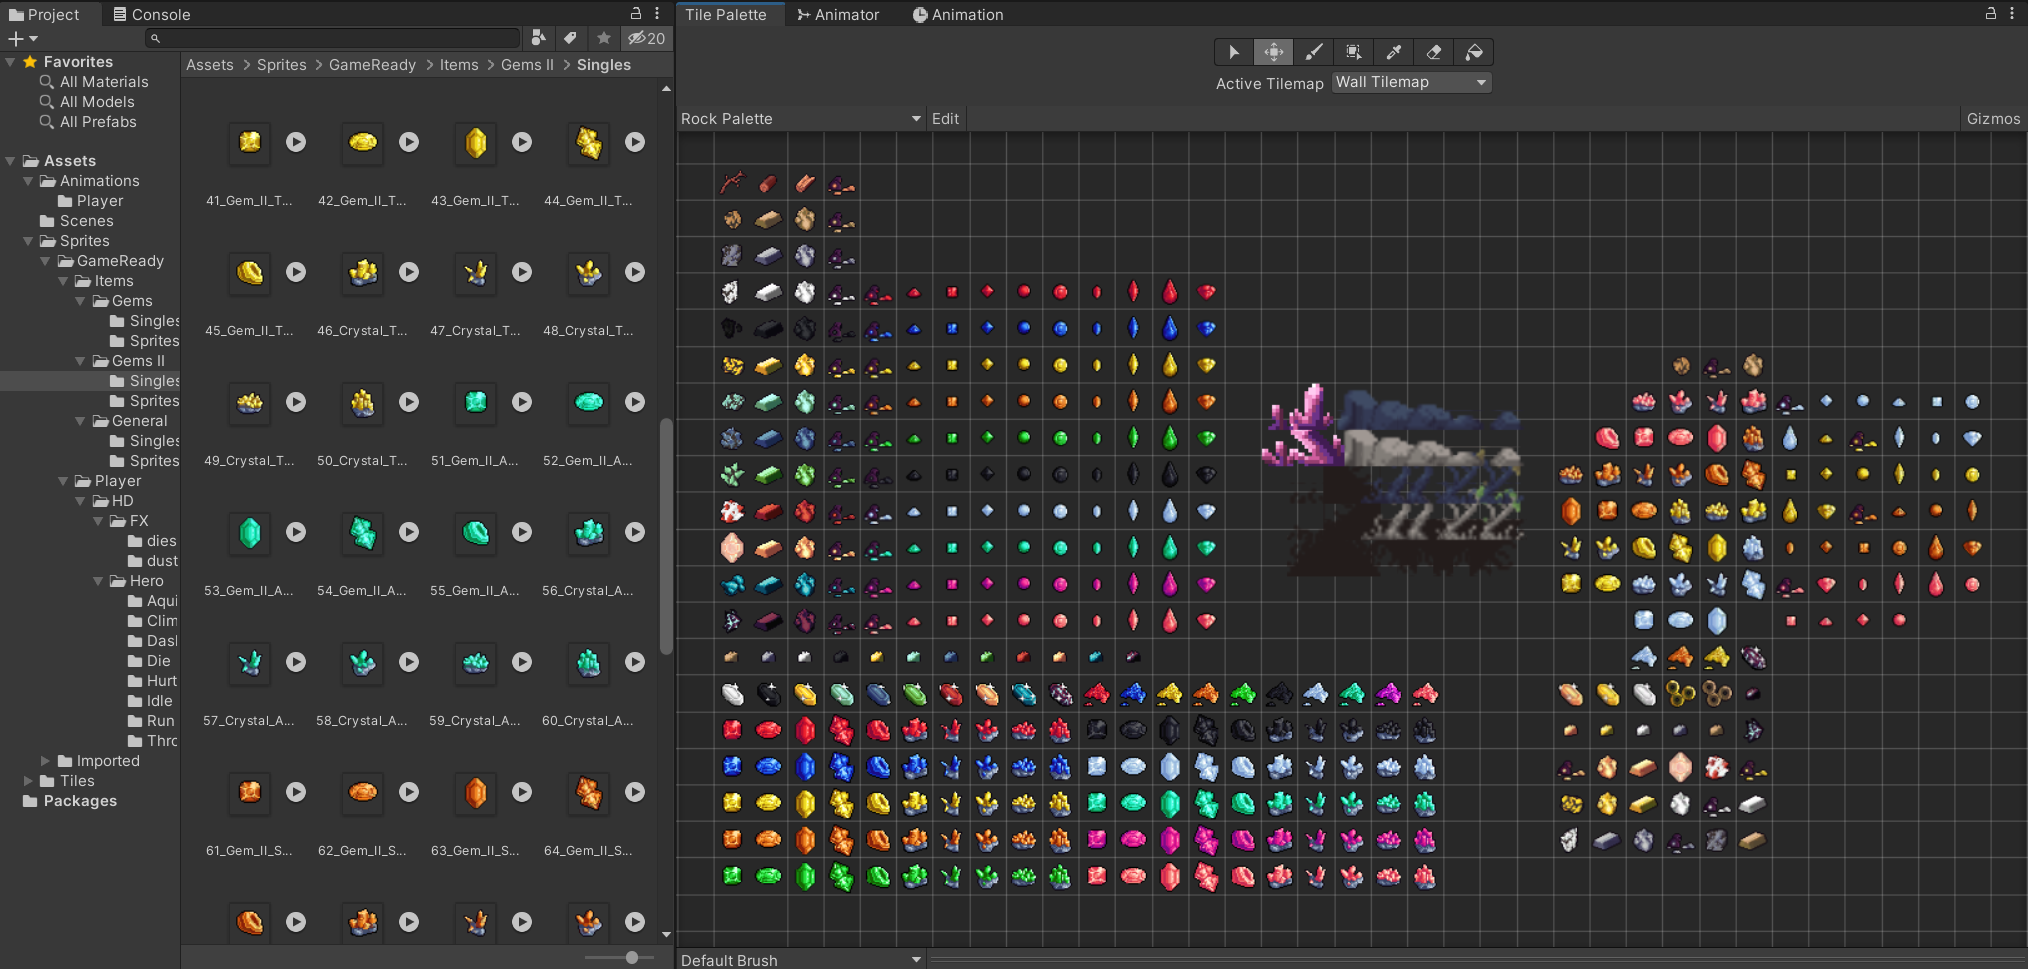 Project
Console
Tile Palette
Animator
Animation
20
Favorites
All Materials
All Models
All Prefabs
Assets
Animations
Player
Scenes
Sprites
GameReady
Items
Gems
Singles
Sprites
Gems II
Singles
Sprites
General
Singles
Sprites
Player
HD
FX
dies
dust
Hero
Aqui
Clim
Das
Die
Hurt
Idle
Run
Thro
Imported
Tiles
Packages
Assets > Sprites > GameReady > Items > Gems II > Singles
41_Gem_II_T... 42_Gem_II_T... 43_Gem_II_T... 44_Gem_II_T...
45_Gem_II_T... 46_Crystal_T... 47_Crystal_T... 48_Crystal_T...
49_Crystal_T... 50_Crystal_T... 51_Gem_II_A... 52_Gem_II_A...
53_Gem_II_A... 54_Gem_II_A... 55_Gem_II_A... 56_Crystal_A...
57_Crystal_A... 58_Crystal_A... 59_Crystal_A... 60_Crystal_A...
61_Gem_II_S... 62_Gem_II_S... 63_Gem_II_S... 64_Gem_II_S...
Active Tilemap Wall Tilemap
Rock Palette Edit Gizmos
Default Brush